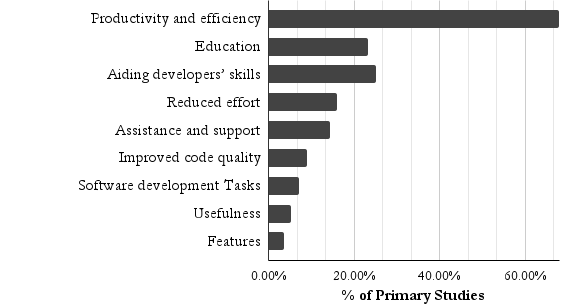 Productivity and efficiency
Education
Aiding developers' skills
Reduced effort
Assistance and support
Improved code quality
Software development Tasks
Usefulness
Features
0.00% 20.00% 40.00% 60.00%
% of Primary Studies